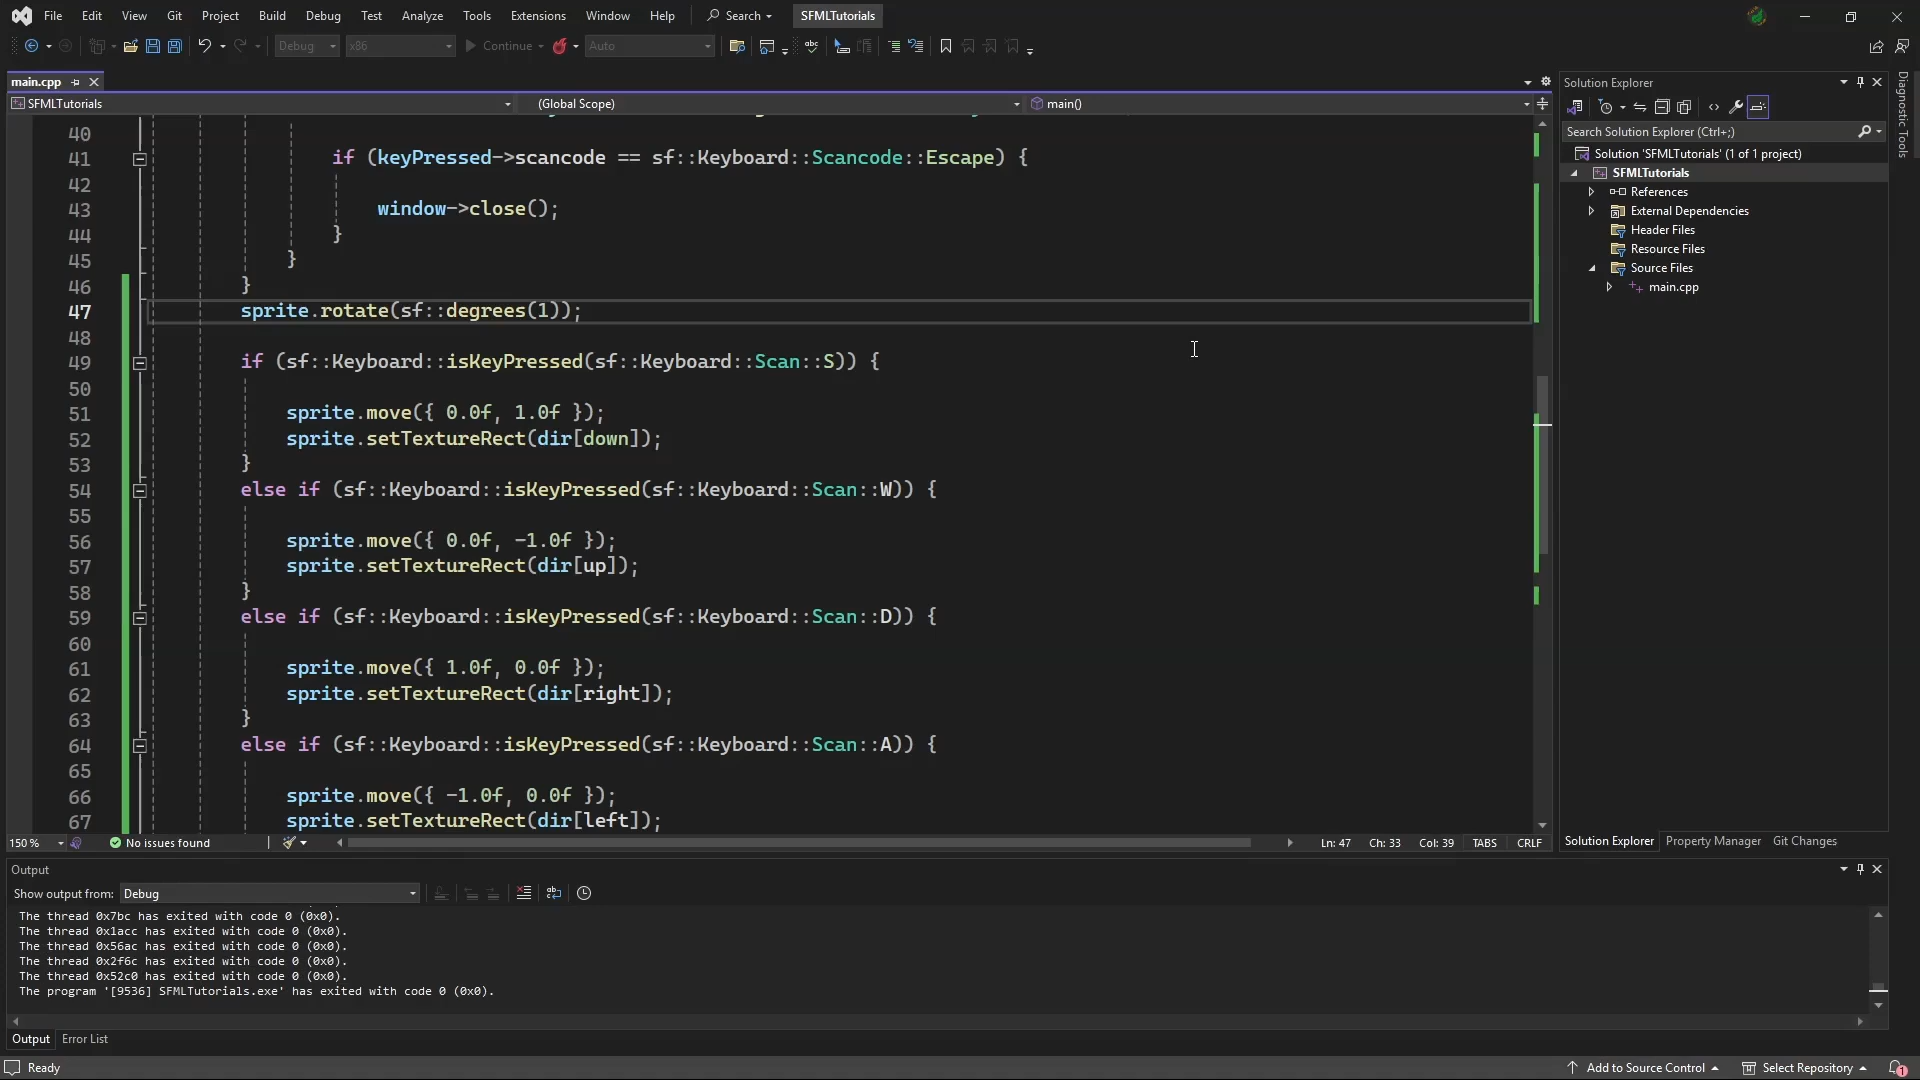 File Edit View Git Project Build Debug Test Analyze Tools Extensions Window Help Search SFMLTutorials
Debug x86 Continue Auto
main.cpp
SFMLTutorials (Global Scope) main()
40
41 if (keyPressed->scancode == sf::Keyboard::Scancode::Escape) {
42
43 window->close();
44 }
45 }
46 }
47 sprite.rotate(sf::degrees(1));
48
49 if (sf::Keyboard::isKeyPressed(sf::Keyboard::Scan::S)) {
50
51 sprite.move({ 0.0f, 1.0f });
52 sprite.setTextureRect(dir[down]);
53 }
54 else if (sf::Keyboard::isKeyPressed(sf::Keyboard::Scan::W)) {
55
56 sprite.move({ 0.0f, -1.0f });
57 sprite.setTextureRect(dir[up]);
58 }
59 else if (sf::Keyboard::isKeyPressed(sf::Keyboard::Scan::D)) {
60
61 sprite.move({ 1.0f, 0.0f });
62 sprite.setTextureRect(dir[right]);
63 }
64 else if (sf::Keyboard::isKeyPressed(sf::Keyboard::Scan::A)) {
65
66 sprite.move({ -1.0f, 0.0f });
67 sprite.setTextureRect(dir[left]);
150 % No issues found Ln: 47 Ch: 33 Col: 39 TABS CRLF
Solution Explorer
Search Solution Explorer (Ctrl+;)
Solution 'SFMLTutorials' (1 of 1 project)
SFMLTutorials
References
External Dependencies
Header Files
Resource Files
Source Files
main.cpp
Solution Explorer Property Manager Git Changes
Diagnostic Tools
Output
Show output from: Debug
The thread 0x7bc has exited with code 0 (0x0).
The thread 0x1acc has exited with code 0 (0x0).
The thread 0x56ac has exited with code 0 (0x0).
The thread 0x2f6c has exited with code 0 (0x0).
The thread 0x52c0 has exited with code 0 (0x0).
The program '[9536] SFMLTutorials.exe' has exited with code 0 (0x0).
Output Error List
Ready Add to Source Control Select Repository 1